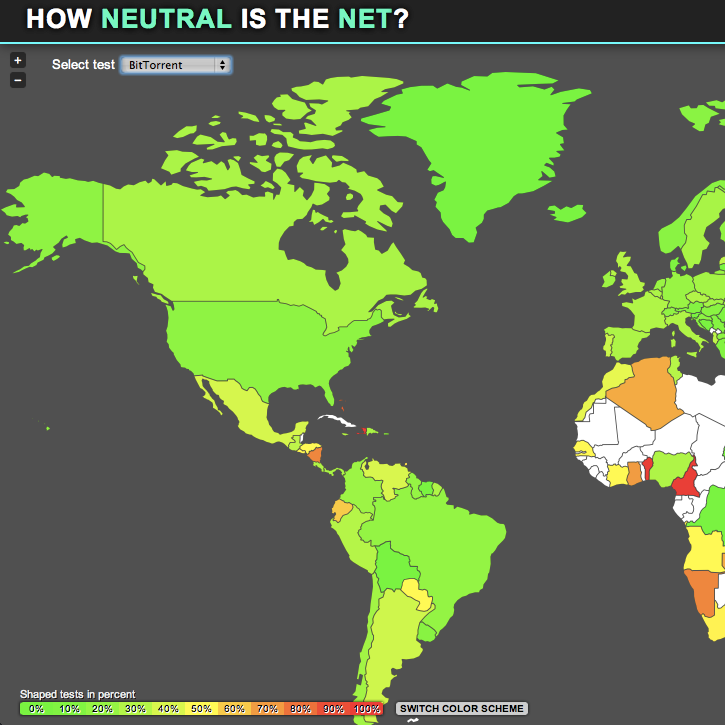 HOW NEUTRAL IS THE NET?
+
Select test BitTorrent
−
Shaped tests in percent
0% 10% 20% 30% 40% 50% 60% 70% 80% 90% 100%
SWITCH COLOR SCHEME